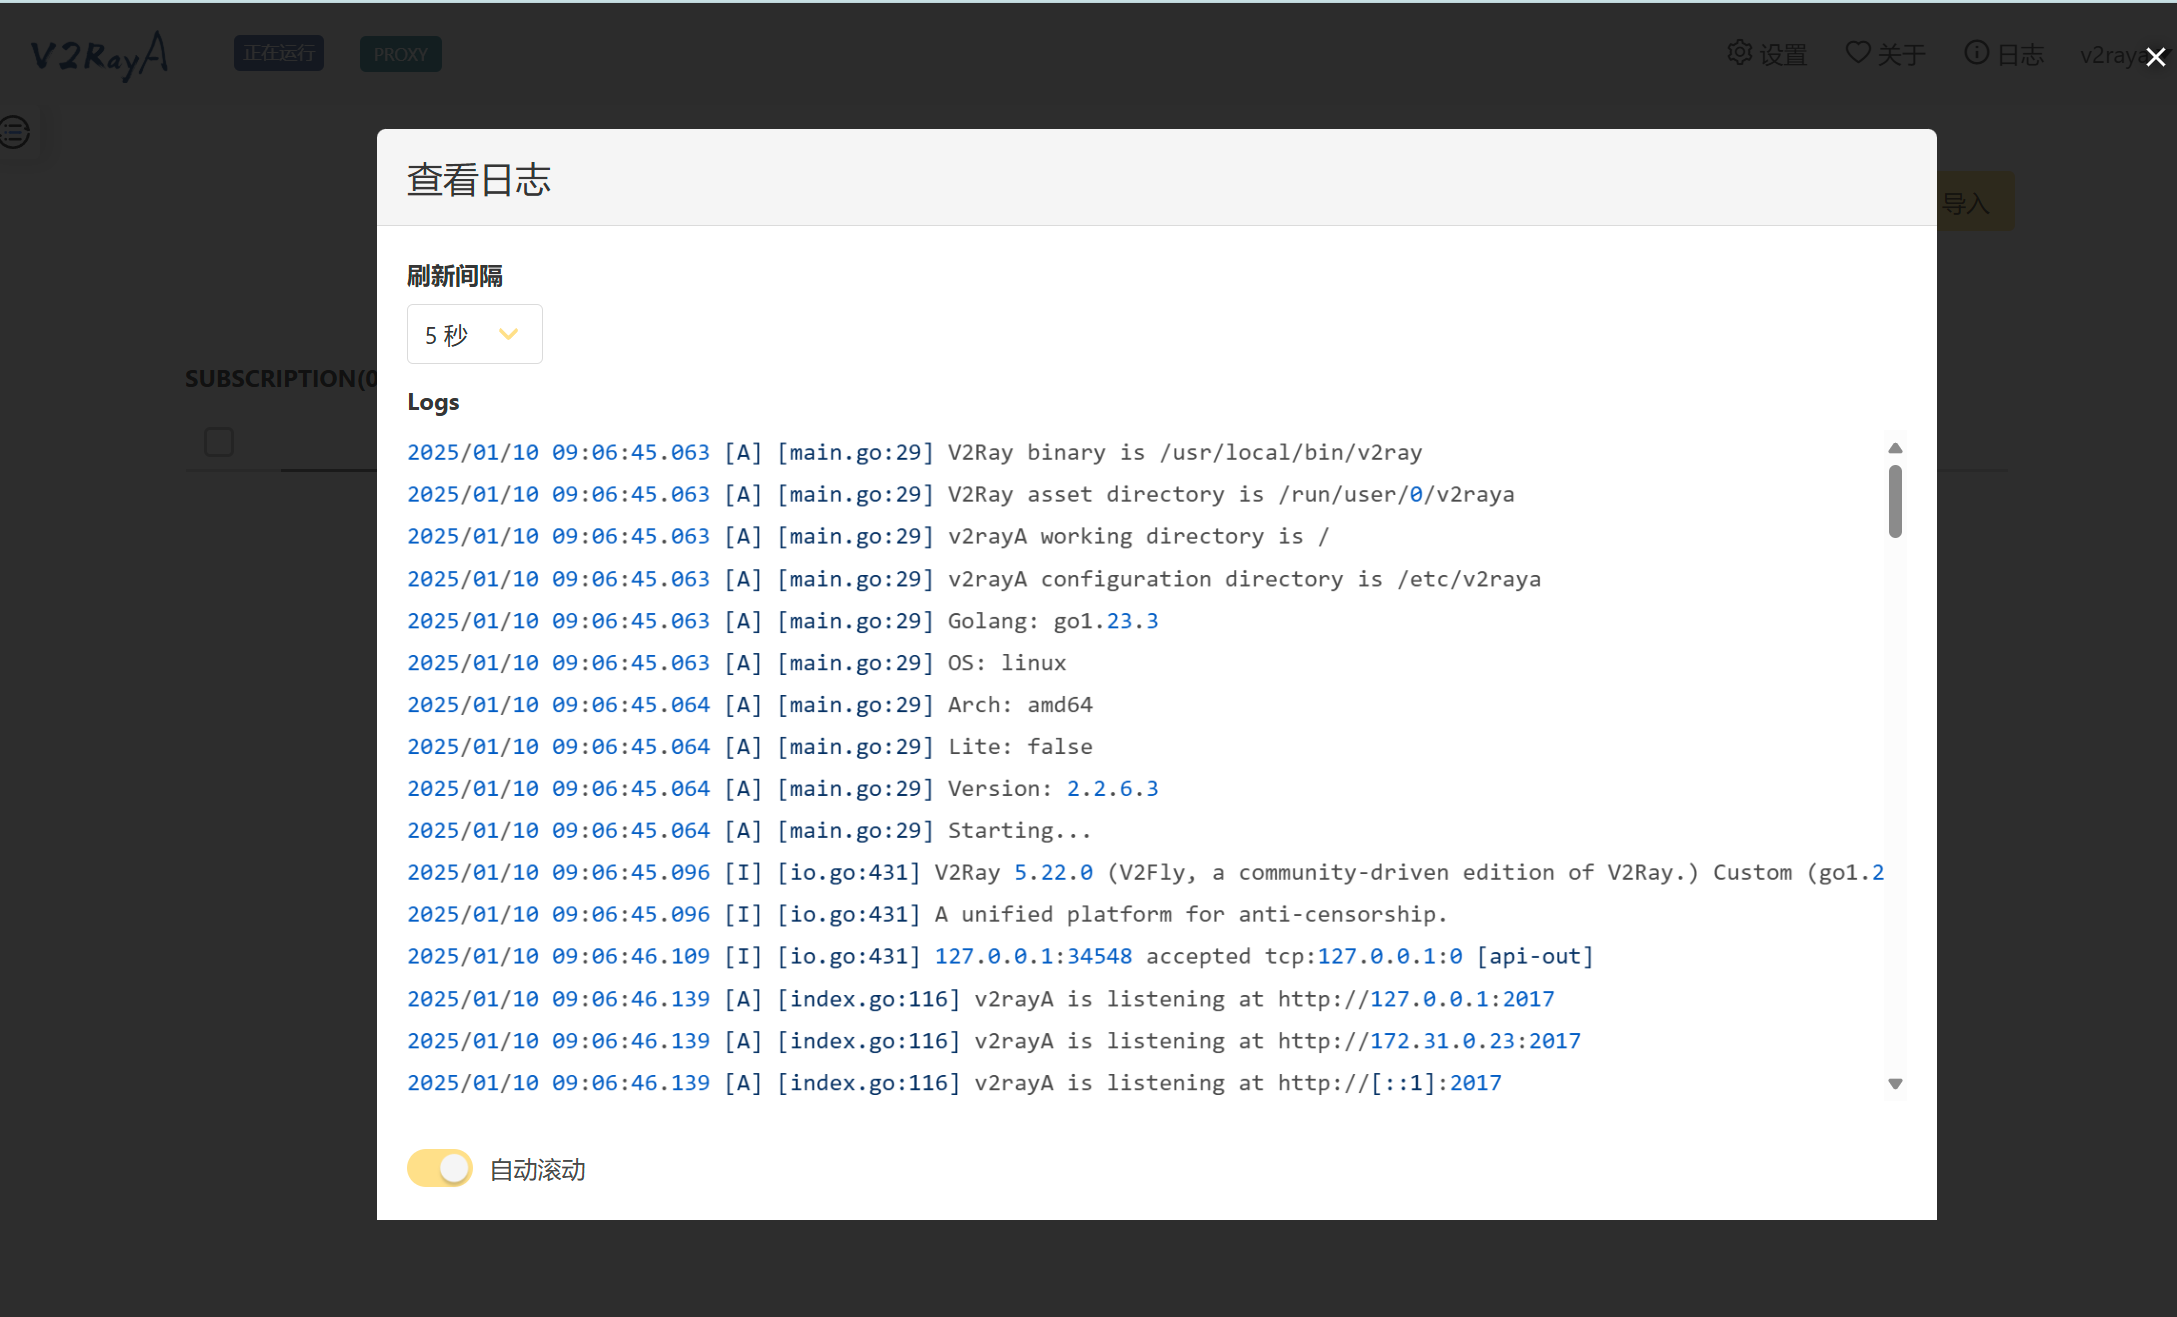 V2RayA
正在运行
PROXY
设置
关于
日志
v2raya
导入
SUBSCRIPTION(0
查看日志
刷新间隔
5 秒
Logs
2025/01/10 09:06:45.063 [A] [main.go:29] V2Ray binary is /usr/local/bin/v2ray
2025/01/10 09:06:45.063 [A] [main.go:29] V2Ray asset directory is /run/user/0/v2raya
2025/01/10 09:06:45.063 [A] [main.go:29] v2rayA working directory is /
2025/01/10 09:06:45.063 [A] [main.go:29] v2rayA configuration directory is /etc/v2raya
2025/01/10 09:06:45.063 [A] [main.go:29] Golang: go1.23.3
2025/01/10 09:06:45.063 [A] [main.go:29] OS: linux
2025/01/10 09:06:45.064 [A] [main.go:29] Arch: amd64
2025/01/10 09:06:45.064 [A] [main.go:29] Lite: false
2025/01/10 09:06:45.064 [A] [main.go:29] Version: 2.2.6.3
2025/01/10 09:06:45.064 [A] [main.go:29] Starting...
2025/01/10 09:06:45.096 [I] [io.go:431] V2Ray 5.22.0 (V2Fly, a community-driven edition of V2Ray.) Custom (go1.2
2025/01/10 09:06:45.096 [I] [io.go:431] A unified platform for anti-censorship.
2025/01/10 09:06:46.109 [I] [io.go:431] 127.0.0.1:34548 accepted tcp:127.0.0.1:0 [api-out]
2025/01/10 09:06:46.139 [A] [index.go:116] v2rayA is listening at http://127.0.0.1:2017
2025/01/10 09:06:46.139 [A] [index.go:116] v2rayA is listening at http://172.31.0.23:2017
2025/01/10 09:06:46.139 [A] [index.go:116] v2rayA is listening at http://[::1]:2017
自动滚动